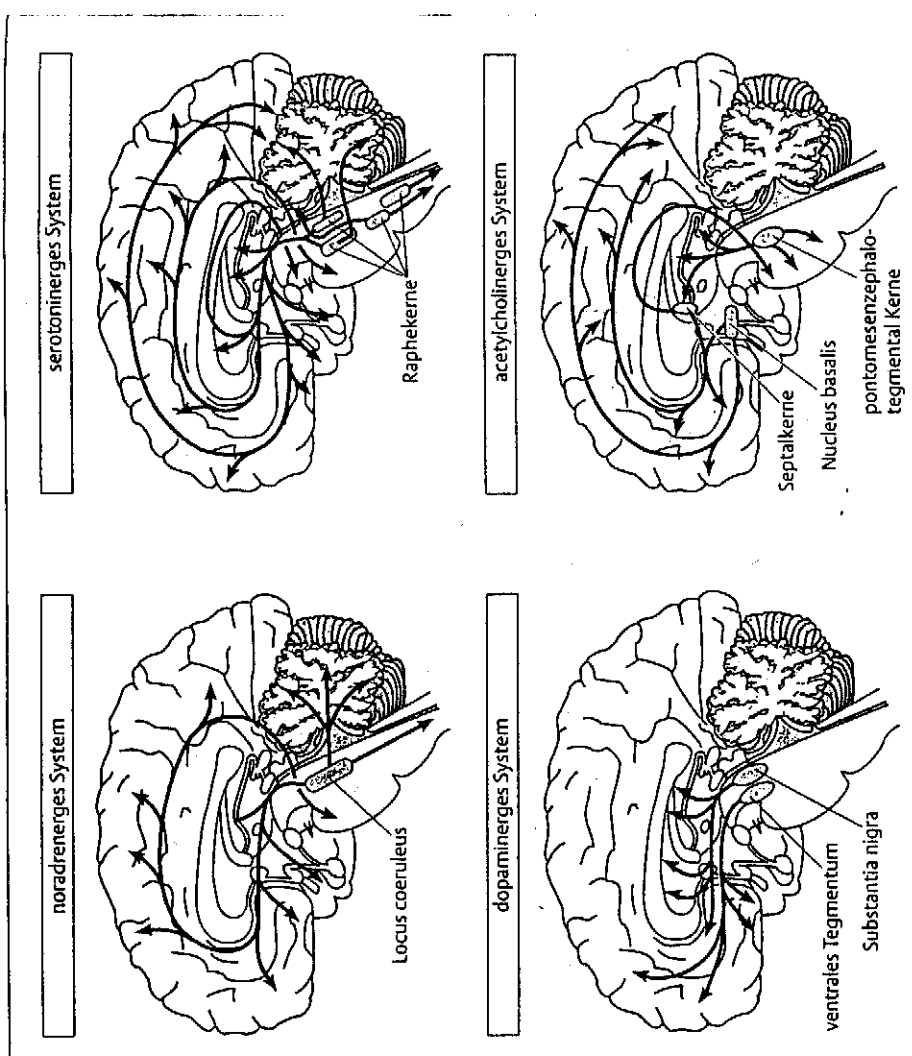 noradrenerges System
Locus coeruleus
serotoninerges System
Raphekerne
dopaminerges System
ventrales Tegmentum
Substantia nigra
acetylcholinerges System
Septalkerne
Nucleus basalis
pontomesenzephalo-
tegmental Kerne